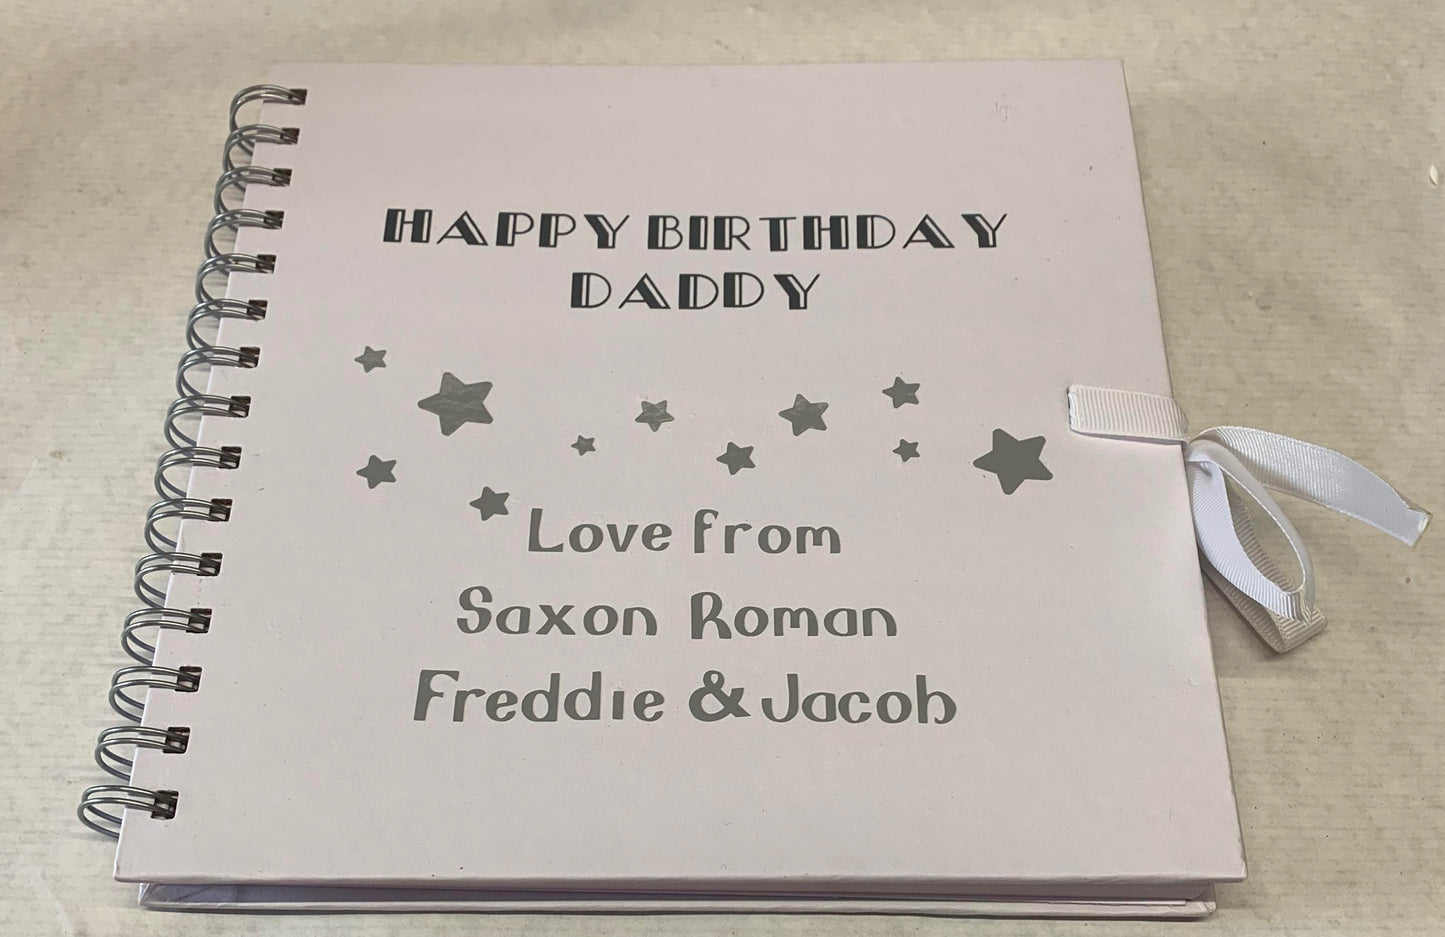 HAPPY BIRTHDAY
DADDY
Love from
Saxon Roman
Freddie & Jacob